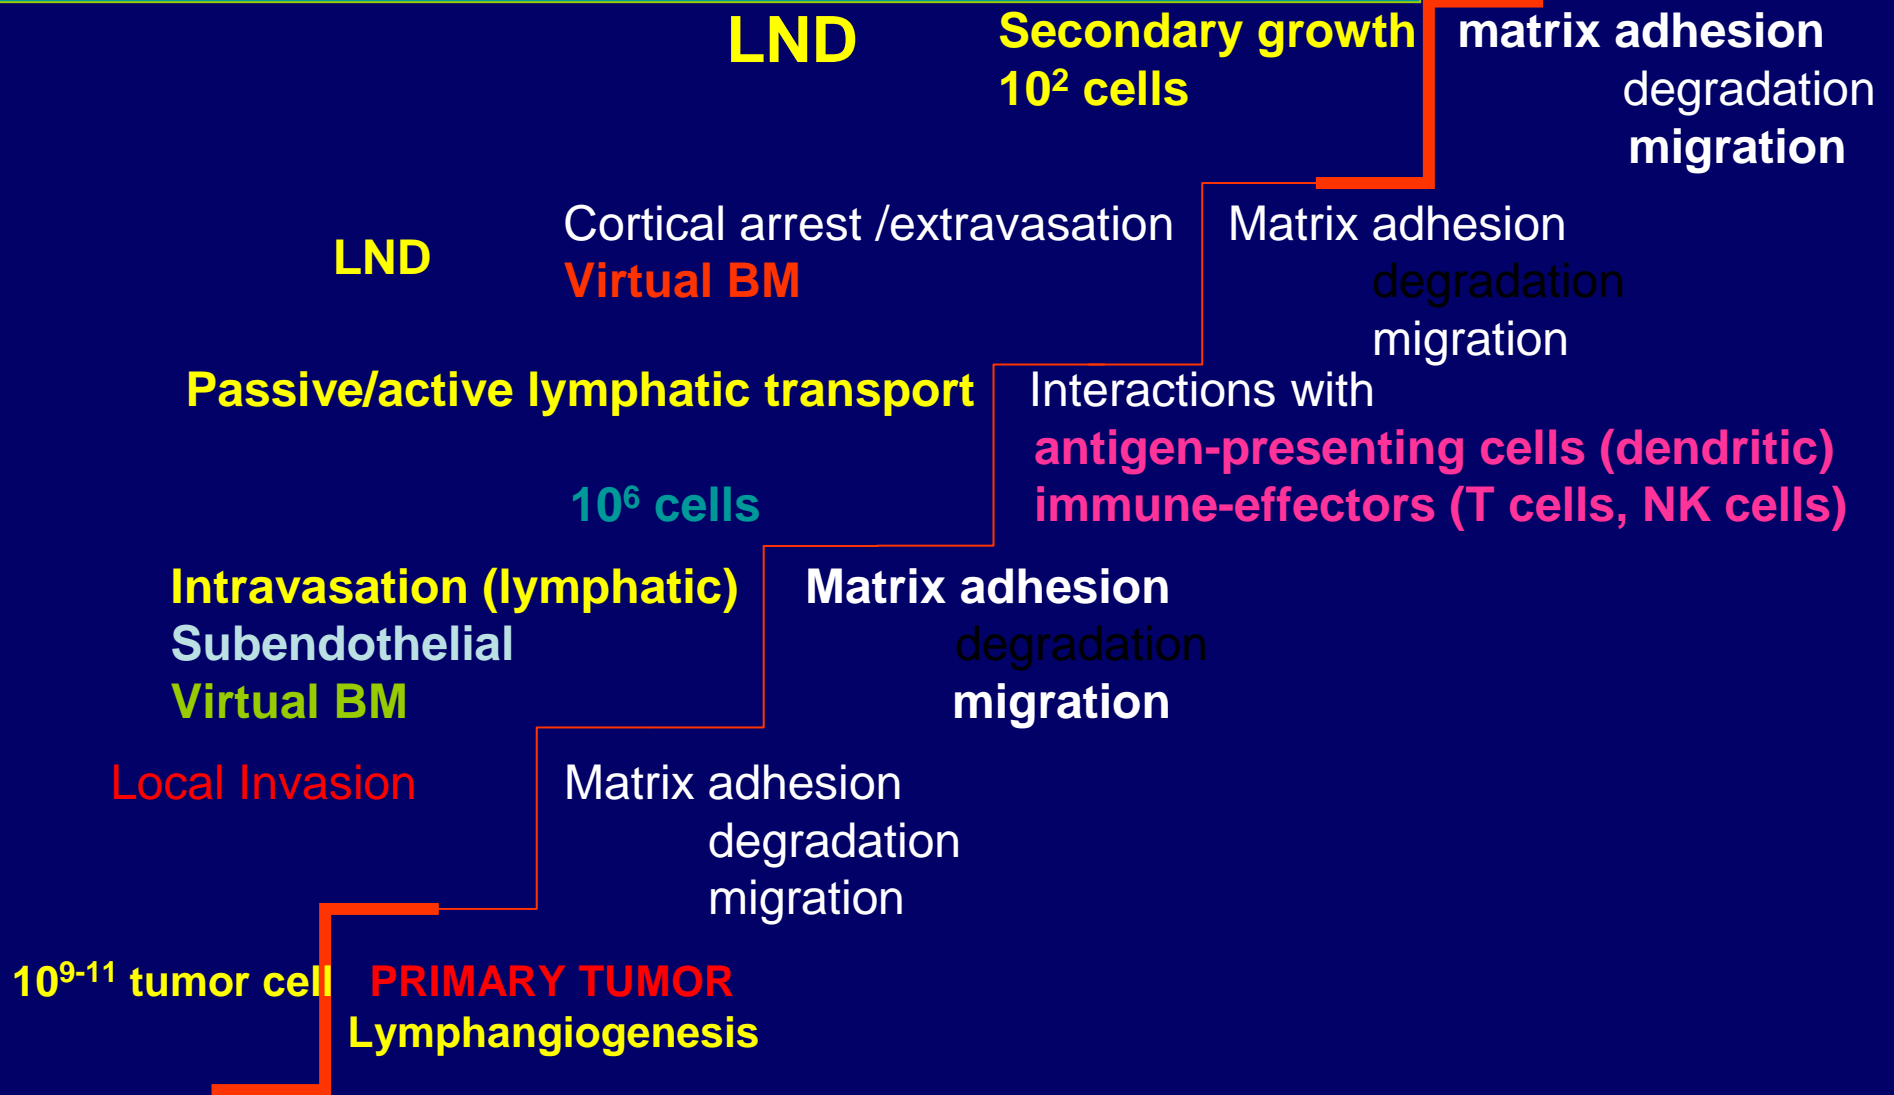 LND
Secondary growth
10² cells
matrix adhesion
degradation
migration
LND
Cortical arrest /extravasation
Virtual BM
Matrix adhesion
degradation
migration
Passive/active lymphatic transport
10⁶ cells
Interactions with
antigen-presenting cells (dendritic)
immune-effectors (T cells, NK cells)
Intravasation (lymphatic)
Subendothelial
Virtual BM
Matrix adhesion
degradation
migration
Local Invasion
Matrix adhesion
degradation
migration
10⁹⁻¹¹ tumor cell
PRIMARY TUMOR
Lymphangiogenesis